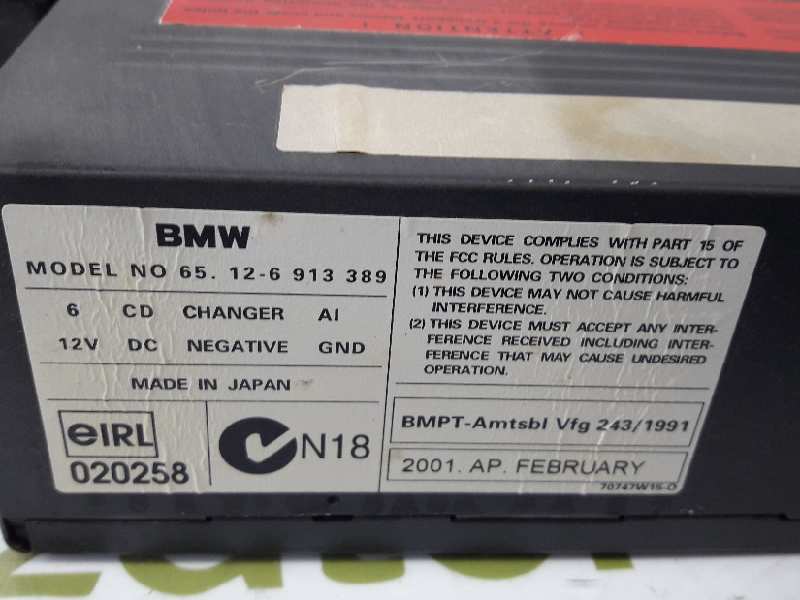 ATTENTION !
BMW
MODEL NO 65. 12-6 913 389
6 CD CHANGER AI
12V DC NEGATIVE GND
MADE IN JAPAN
eIRL
020258
N18
THIS DEVICE COMPLIES WITH PART 15 OF
THE FCC RULES. OPERATION IS SUBJECT TO
THE FOLLOWING TWO CONDITIONS:
(1) THIS DEVICE MAY NOT CAUSE HARMFUL
INTERFERENCE.
(2) THIS DEVICE MUST ACCEPT ANY INTER-
FERENCE RECEIVED INCLUDING INTER-
FERENCE THAT MAY CAUSE UNDESIRED
OPERATION.
BMPT-Amtsbl Vfg 243/1991
2001. AP. FEBRUARY
70747W15-O